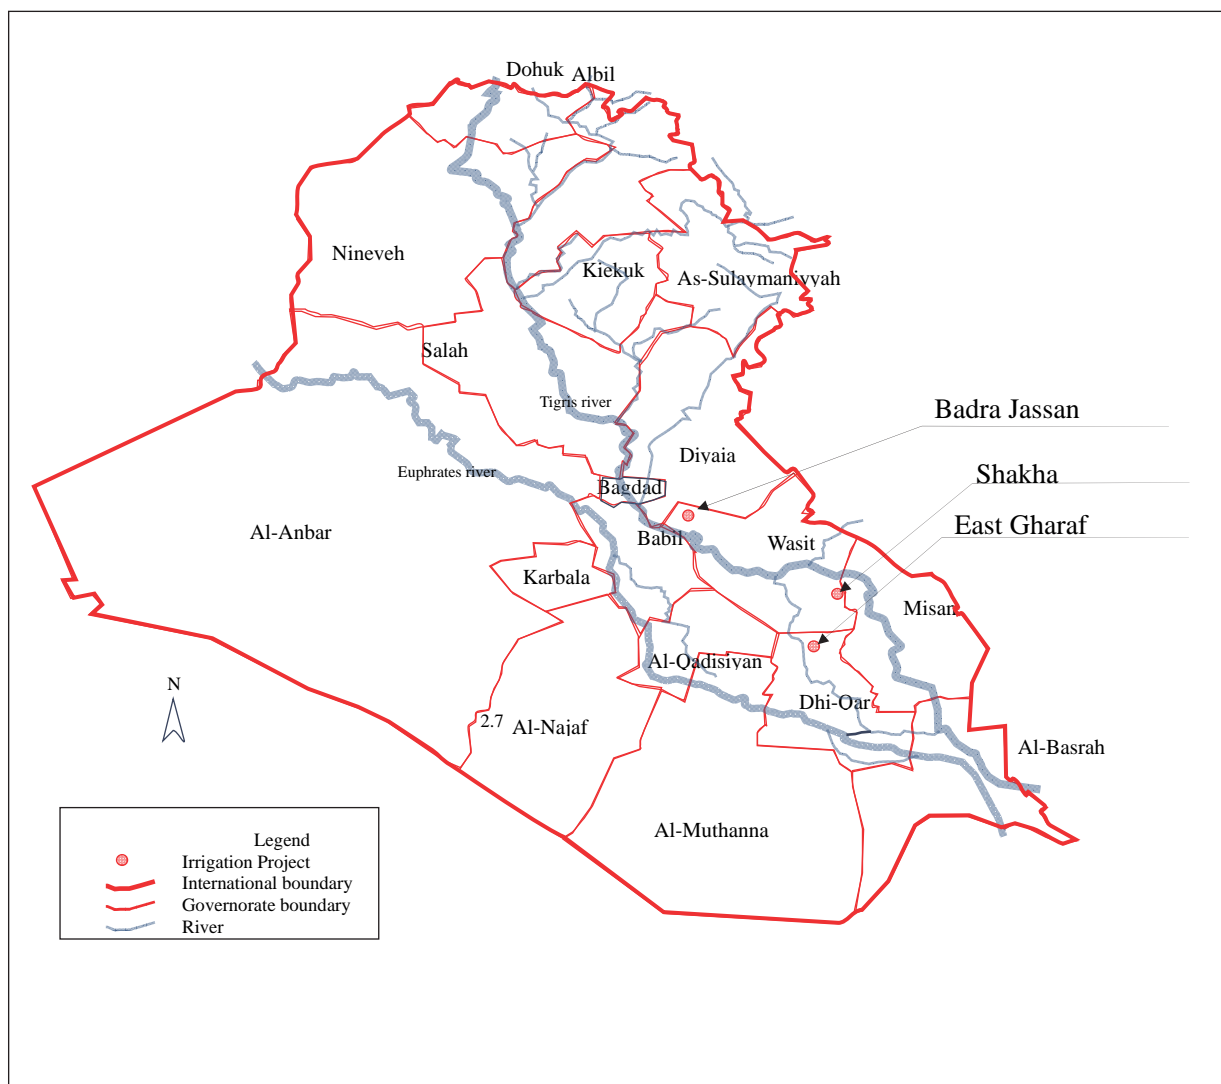 Dohuk
Albil
Nineveh
Kiekuk
As-Sulaymaniyyah
Salah
Tigris river
Badra Jassan
Diyaia
Euphrates river
Shakha
Bagdad
East Gharaf
Al-Anbar
Babil
Wasit
Karbala
Misan
Al-Qadisiyan
N
Dhi-Qar
2.7
Al-Najaf
Al-Basrah
Al-Muthanna
Legend
Irrigation Project
International boundary
Governorate boundary
River